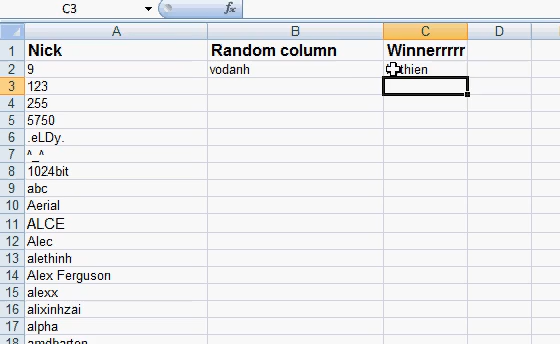 C3 fx
A B C D
1 Nick Random column Winnerrrrr
2 9 vodanh
3 123
4 255
5 5750
6 .eLDy.
7 ^_^
8 1024bit
9 abc
10 Aerial
11 ALCE
12 Alec
13 alethinh
14 Alex Ferguson
15 alexx
16 alixinhzai
17 alpha
18 amdbarton